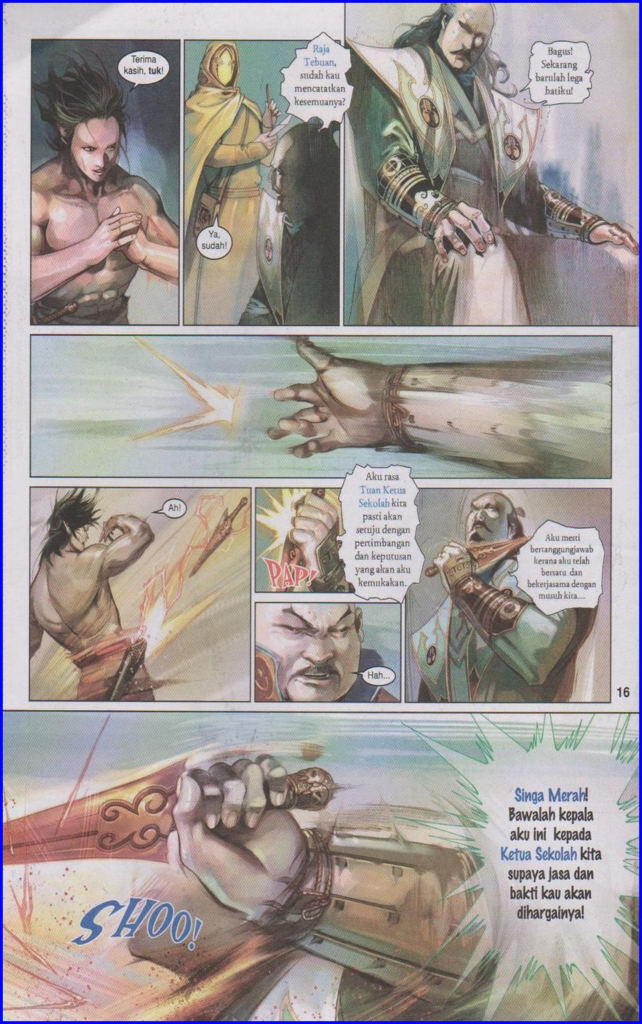 Terima
kasih, tuk!
Raja
Tebuan,
sudah kau
mencatatkan
kesemuanya?
Ya,
sudah!
Bagus!
Sekarang
barulah lega
hatiku!
Ah!
PAP!
Aku rasa
Tuan Ketua
Sekolah kita
pasti akan
setuju dengan
pertimbangan
dan keputusan
yang akan aku
kemukakan.
Hah...
Aku mesti
bertanggungjawab
kerana aku telah
bersatu dan
bekerjasama dengan
musuh kita....
16
Singa Merah!
Bawalah kepala
aku ini kepada
Ketua Sekolah kita
supaya jasa dan
bakti kau akan
dihargainya!
SHOO!